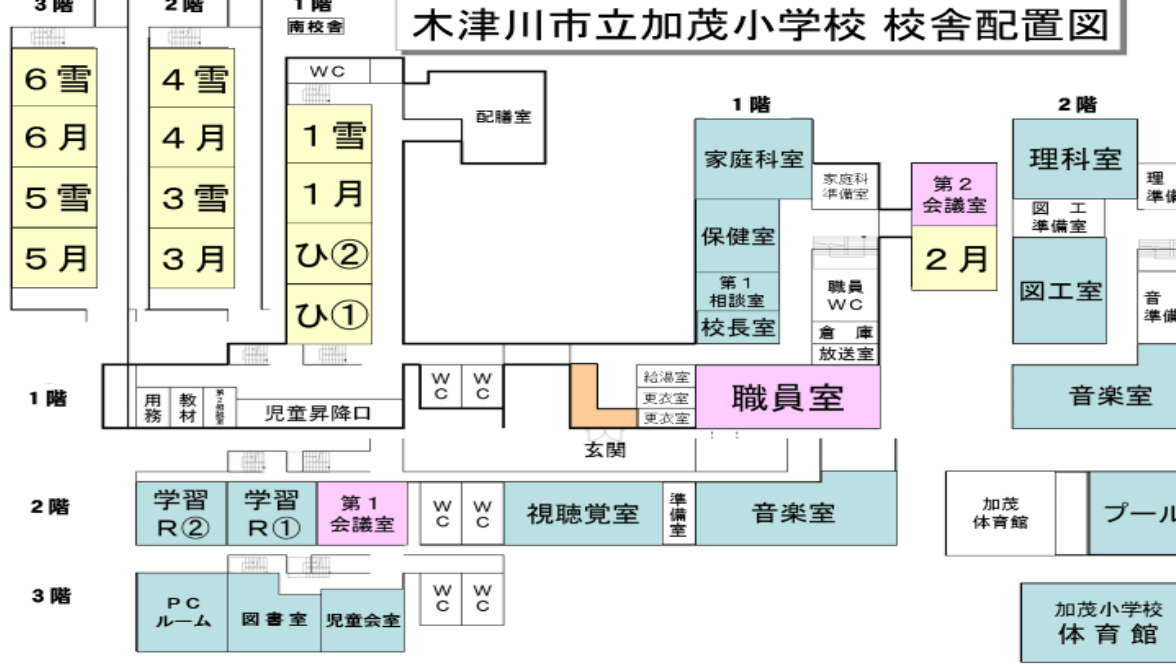 木津川市立加茂小学校 校舎配置図
3階
2階
1階
南校舎
6雪
6月
5雪
5月
4雪
4月
3雪
3月
WC
1雪
1月
ひ②
ひ①
配膳室
1階
家庭科室
家庭科
準備室
保健室
第1
相談室
校長室
職員
WC
倉 庫
放送室
第2
会議室
2月
2階
理科室
理
準備
図 工
準備室
図工室
音
準備
音楽室
1階
用務
教材
児童昇降口
WC
WC
給湯室
更衣室
更衣室
職員室
玄関
2階
学習
R②
学習
R①
第1
会議室
WC
WC
視聴覚室
準備室
音楽室
加茂
体育館
プール
3階
PC
ルーム
図書室
児童会室
WC
WC
加茂小学校
体育館